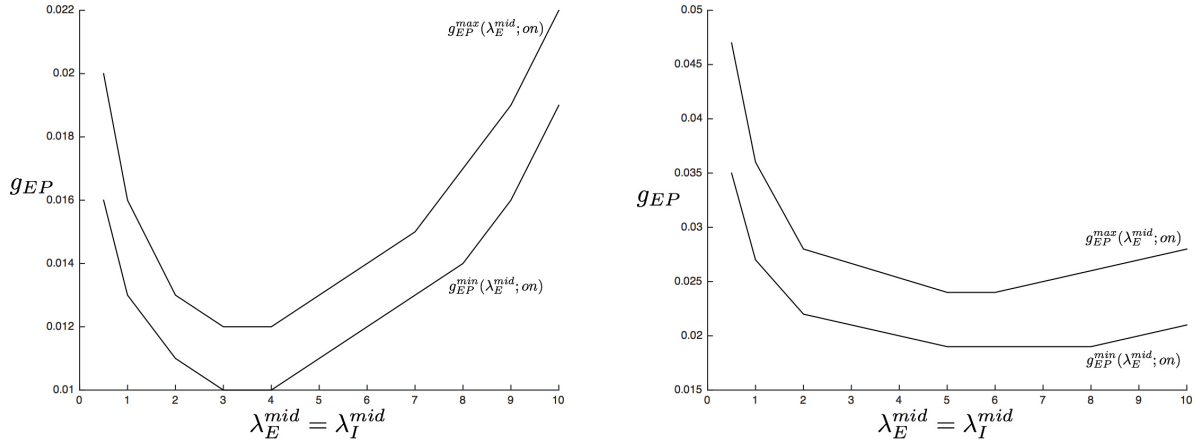 0.022
0.02
0.018
0.016
0.014
0.012
0.01
g_{EP}
g_{EP}^{max}(λ_E^{mid}; on)
g_{EP}^{min}(λ_E^{mid}; on)
0 1 2 3 4 5 6 7 8 9 10
λ_E^{mid} = λ_I^{mid}
0.05
0.045
0.04
0.035
0.03
0.025
0.02
0.015
g_{EP}
g_{EP}^{max}(λ_E^{mid}; on)
g_{EP}^{min}(λ_E^{mid}; on)
0 1 2 3 4 5 6 7 8 9 10
λ_E^{mid} = λ_I^{mid}